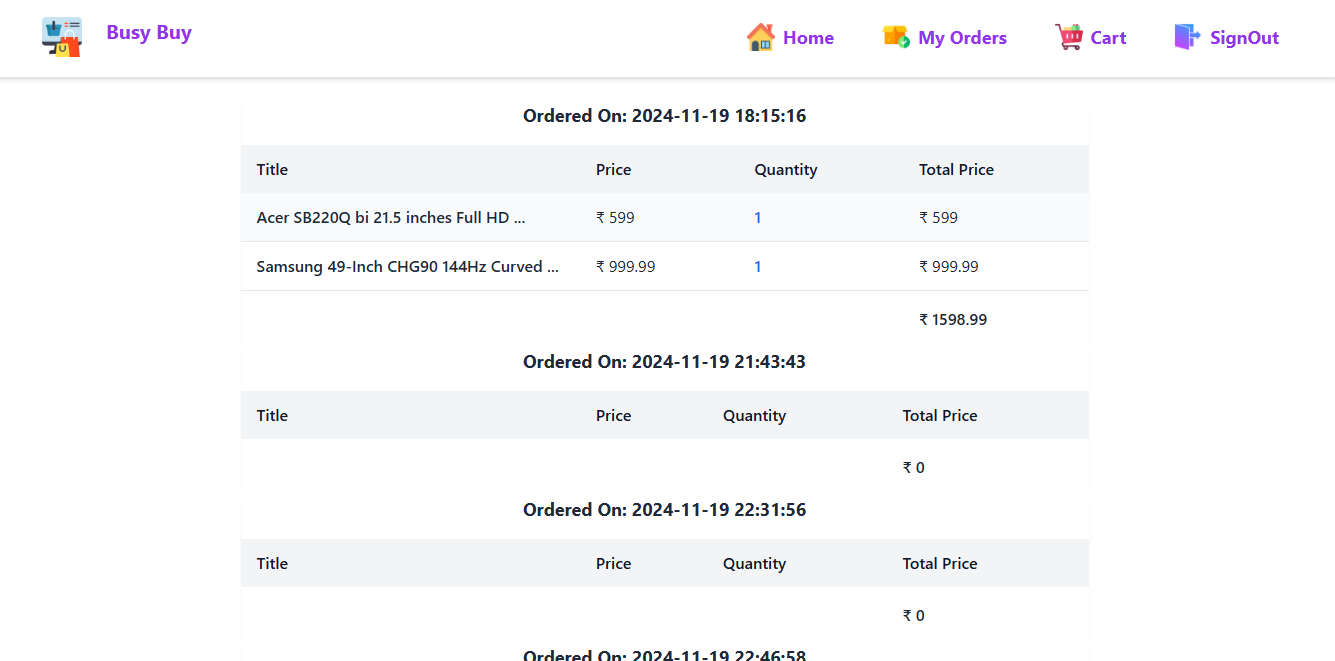 Busy Buy
Home My Orders Cart SignOut
Ordered On: 2024-11-19 18:15:16
Title Price Quantity Total Price
Acer SB220Q bi 21.5 inches Full HD ... ₹ 599 1 ₹ 599
Samsung 49-Inch CHG90 144Hz Curved ... ₹ 999.99 1 ₹ 999.99
₹ 1598.99
Ordered On: 2024-11-19 21:43:43
Title Price Quantity Total Price
₹ 0
Ordered On: 2024-11-19 22:31:56
Title Price Quantity Total Price
₹ 0
Ordered On: 2024-11-19 22:46:58